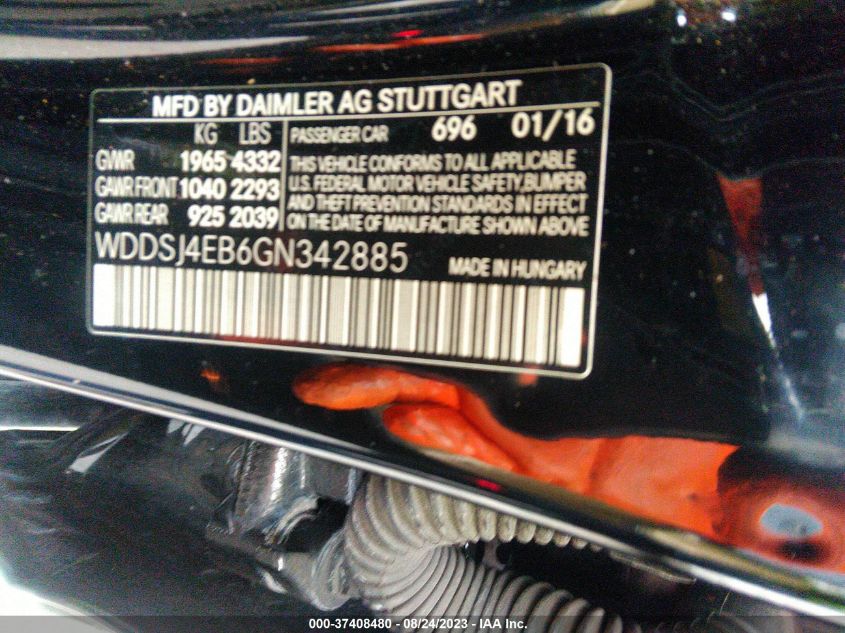 MFD BY DAIMLER AG STUTTGART
KG LBS
GVWR 1965 4332
GAWR FRONT 1040 2293
GAWR REAR 925 2039
PASSENGER CAR 696 01/16
THIS VEHICLE CONFORMS TO ALL APPLICABLE
U.S. FEDERAL MOTOR VEHICLE SAFETY, BUMPER
AND THEFT PREVENTION STANDARDS IN EFFECT
ON THE DATE OF MANUFACTURE SHOWN ABOVE
WDDSJ4EB6GN342885 MADE IN HUNGARY
000-37408480 - 08/24/2023 - IAA Inc.